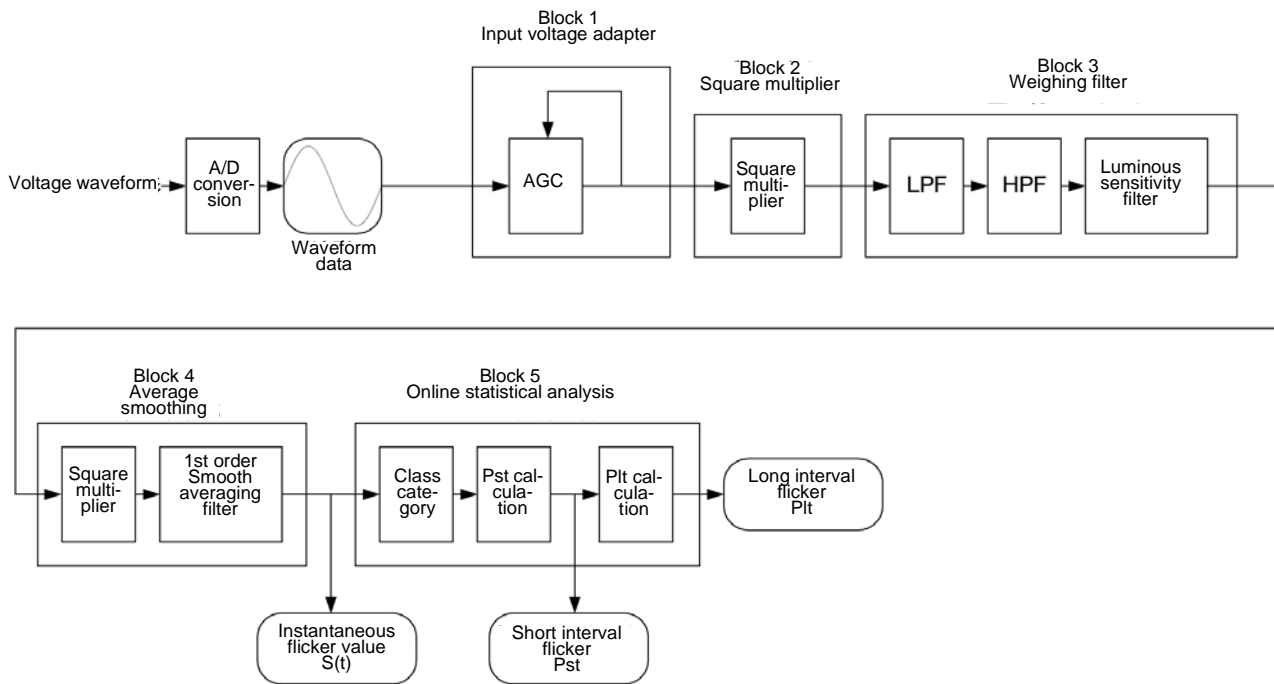 Block 1
Input voltage adapter
Block 2
Square multiplier
Block 3
Weighing filter
Voltage waveform
A/D
conver-
sion
Waveform
data
AGC
Square
multi-
plier
LPF
HPF
Luminous
sensitivity
filter
Block 4
Average
smoothing
Block 5
Online statistical analysis
Square
multi-
plier
1st order
Smooth
averaging
filter
Class
cate-
gory
Pst cal-
culation
Plt cal-
cula-
tion
Long interval
flicker
Plt
Instantaneous
flicker value
S(t)
Short interval
flicker
Pst